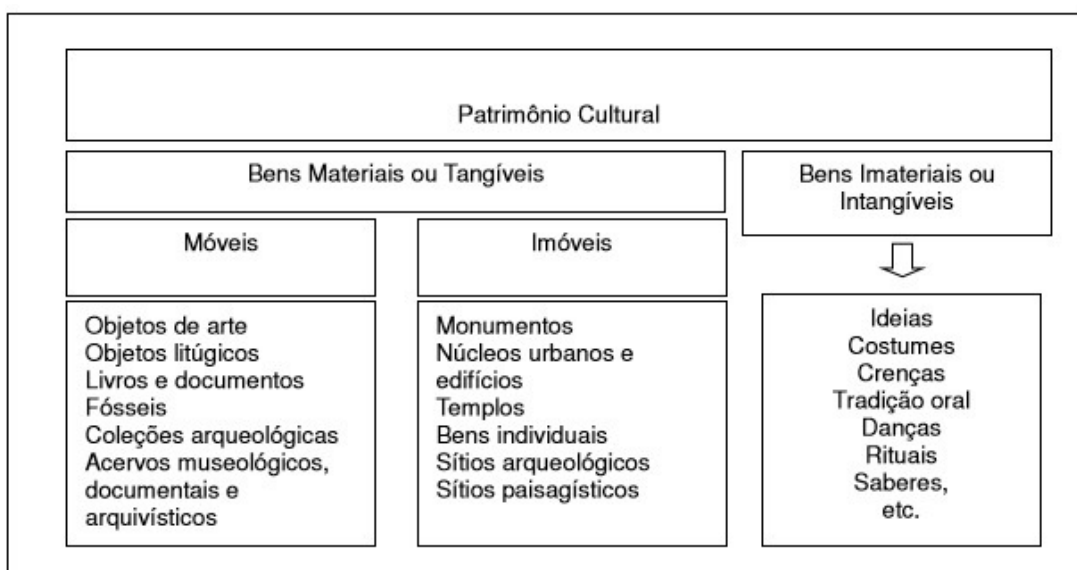 Patrimônio Cultural
Bens Materiais ou Tangíveis
Bens Imateriais ou
Intangíveis
Móveis
Imóveis
Objetos de arte
Objetos litúgicos
Livros e documentos
Fósseis
Coleções arqueológicas
Acervos museológicos,
documentais e
arquivísticos
Monumentos
Núcleos urbanos e
edifícios
Templos
Bens individuais
Sítios arqueológicos
Sítios paisagísticos
Ideias
Costumes
Crenças
Tradição oral
Danças
Rituais
Saberes,
etc.